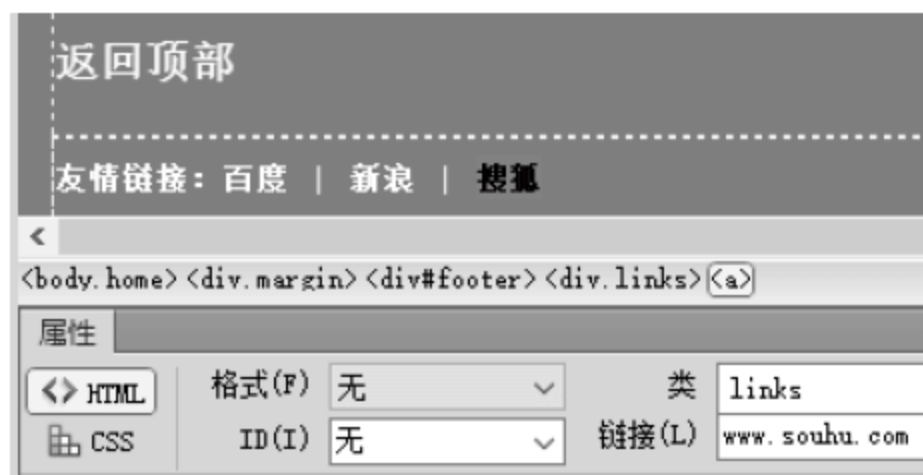 返回顶部
友情链接：百度 | 新浪 | 搜狐
<
<body.home><div.margin><div#footer><div.links><a>
属性
<> HTML 格式(F) 无 类 links
CSS ID(I) 无 链接(L) www.souhu.com